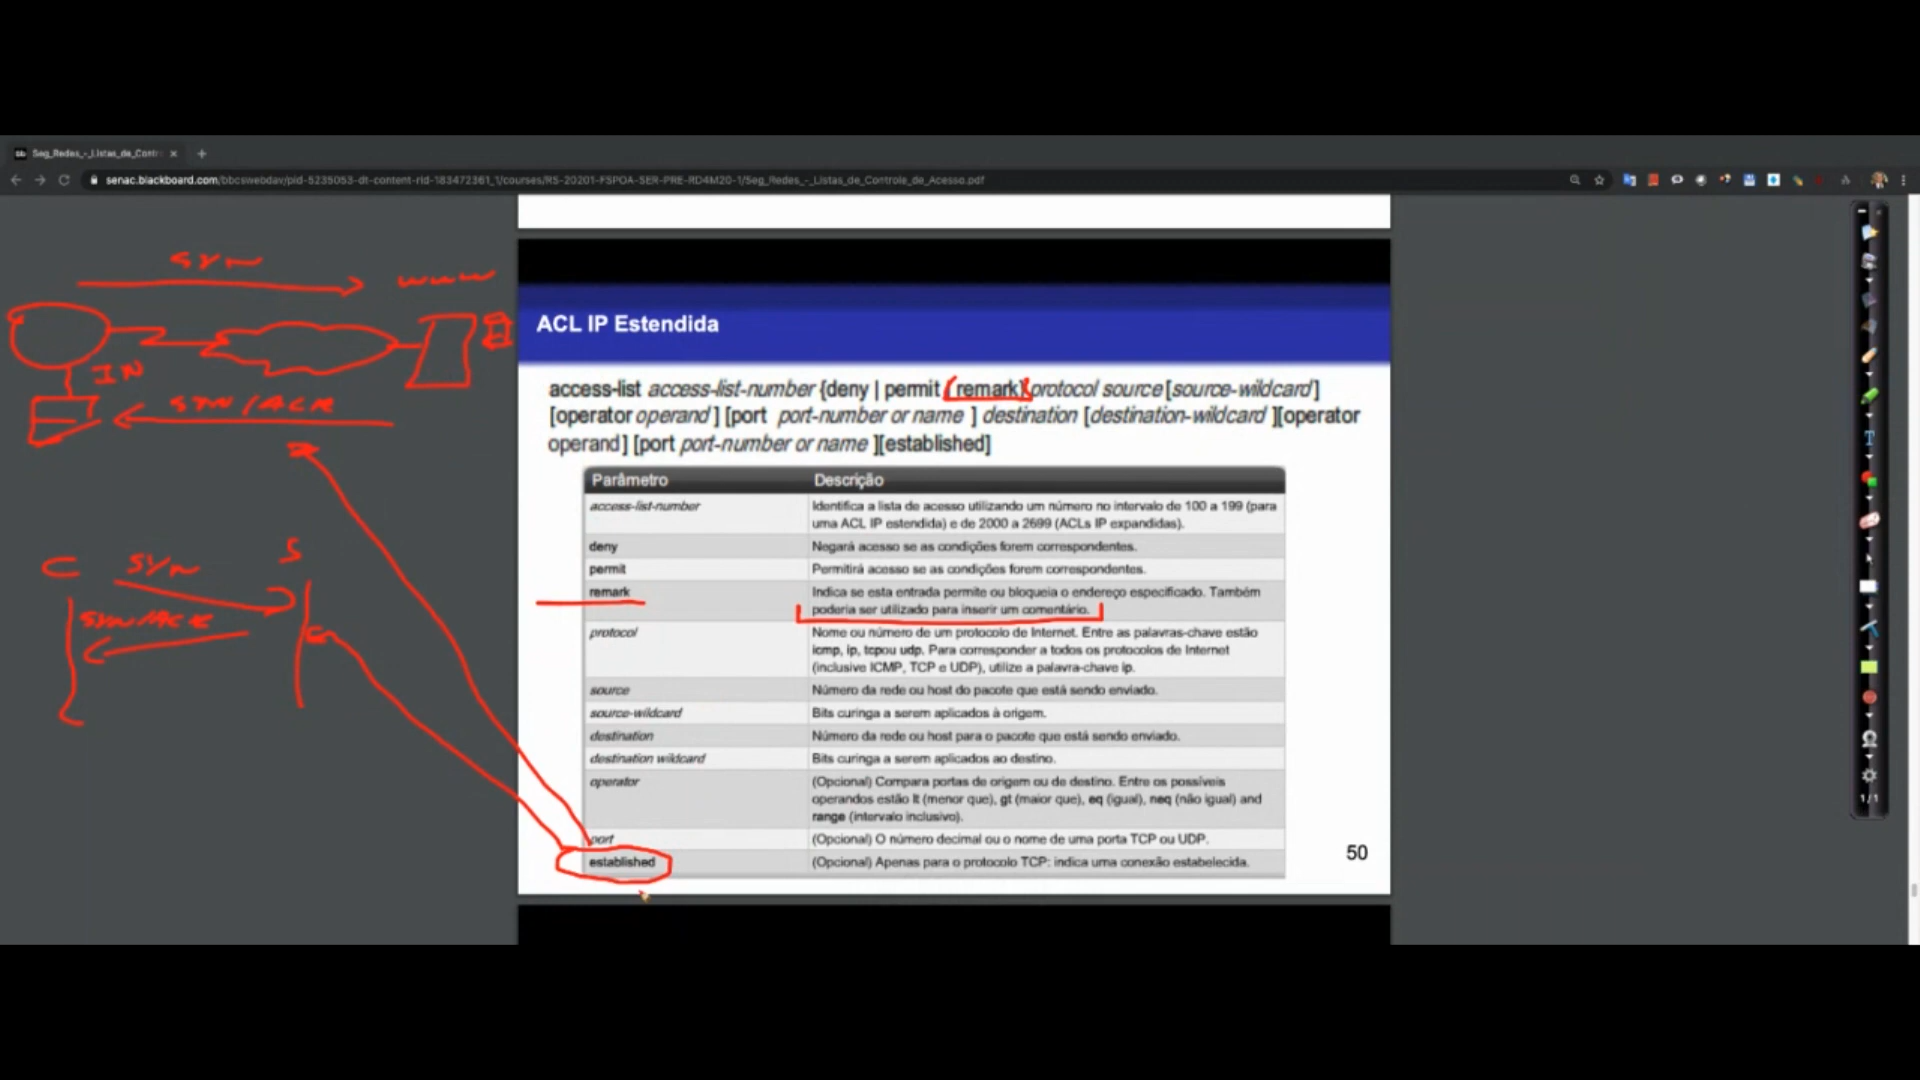 Seg_Redes_-_Listas_de_Contr
senac.blackboard.com/bbcswebdav/pid-5235053-dt-content-rid-183472361_1/courses/RS-20201-FSPOA-SER-PRE-RD4M20-1/Seg_Redes_-_Listas_de_Controle_de_Acesso.pdf
SYN
WWW
IN
SYN/ACK
C
SYN
S
SYN/ACK
ACL IP Estendida
access-list access-list-number {deny | permit | remark} protocol source [source-wildcard]
[operator operand] [port port-number or name ] destination [destination-wildcard ][operator
operand] [port port-number or name ][established]
Parâmetro Descrição
access-list-number Identifica a lista de acesso utilizando um número no intervalo de 100 a 199 (para
uma ACL IP estendida) e de 2000 a 2699 (ACLs IP expandidas).
deny Negará acesso se as condições forem correspondentes.
permit Permitirá acesso se as condições forem correspondentes.
remark Indica se esta entrada permite ou bloqueia o endereço especificado. Também
poderia ser utilizado para inserir um comentário.
protocol Nome ou número de um protocolo de Internet. Entre as palavras-chave estão
icmp, ip, tcpou udp. Para corresponder a todos os protocolos de Internet
(inclusive ICMP, TCP e UDP), utilize a palavra-chave ip.
source Número da rede ou host do pacote que está sendo enviado.
source-wildcard Bits curinga a serem aplicados à origem.
destination Número da rede ou host para o pacote que está sendo enviado.
destination wildcard Bits curinga a serem aplicados ao destino.
operator (Opcional) Compara portas de origem ou de destino. Entre os possíveis
operandos estão lt (menor que), gt (maior que), eq (igual), neq (não igual) and
range (intervalo inclusivo).
port (Opcional) O número decimal ou o nome de uma porta TCP ou UDP.
established (Opcional) Apenas para o protocolo TCP: indica uma conexão estabelecida.
50
1/1